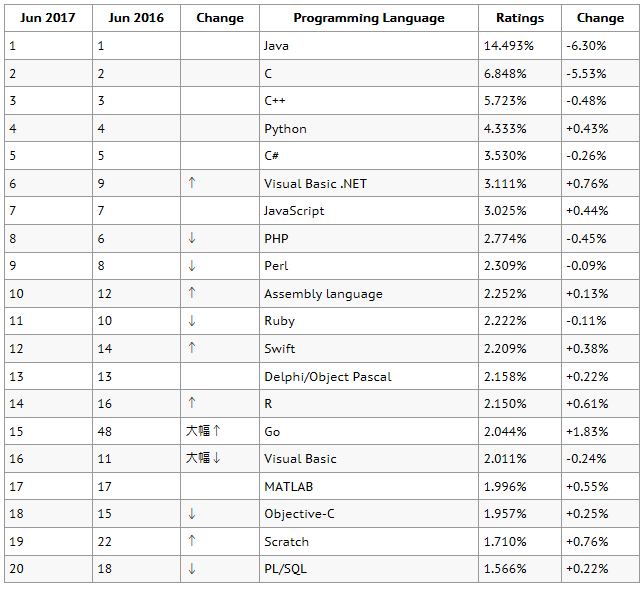 Jun 2017 Jun 2016 Change Programming Language Ratings Change
1 1 Java 14.493% -6.30%
2 2 C 6.848% -5.53%
3 3 C++ 5.723% -0.48%
4 4 Python 4.333% +0.43%
5 5 C# 3.530% -0.26%
6 9 ↑ Visual Basic .NET 3.111% +0.76%
7 7 JavaScript 3.025% +0.44%
8 6 ↓ PHP 2.774% -0.45%
9 8 ↓ Perl 2.309% -0.09%
10 12 ↑ Assembly language 2.252% +0.13%
11 10 ↓ Ruby 2.222% -0.11%
12 14 ↑ Swift 2.209% +0.38%
13 13 Delphi/Object Pascal 2.158% +0.22%
14 16 ↑ R 2.150% +0.61%
15 48 大幅↑ Go 2.044% +1.83%
16 11 大幅↓ Visual Basic 2.011% -0.24%
17 17 MATLAB 1.996% +0.55%
18 15 ↓ Objective-C 1.957% +0.25%
19 22 ↑ Scratch 1.710% +0.76%
20 18 ↓ PL/SQL 1.566% +0.22%